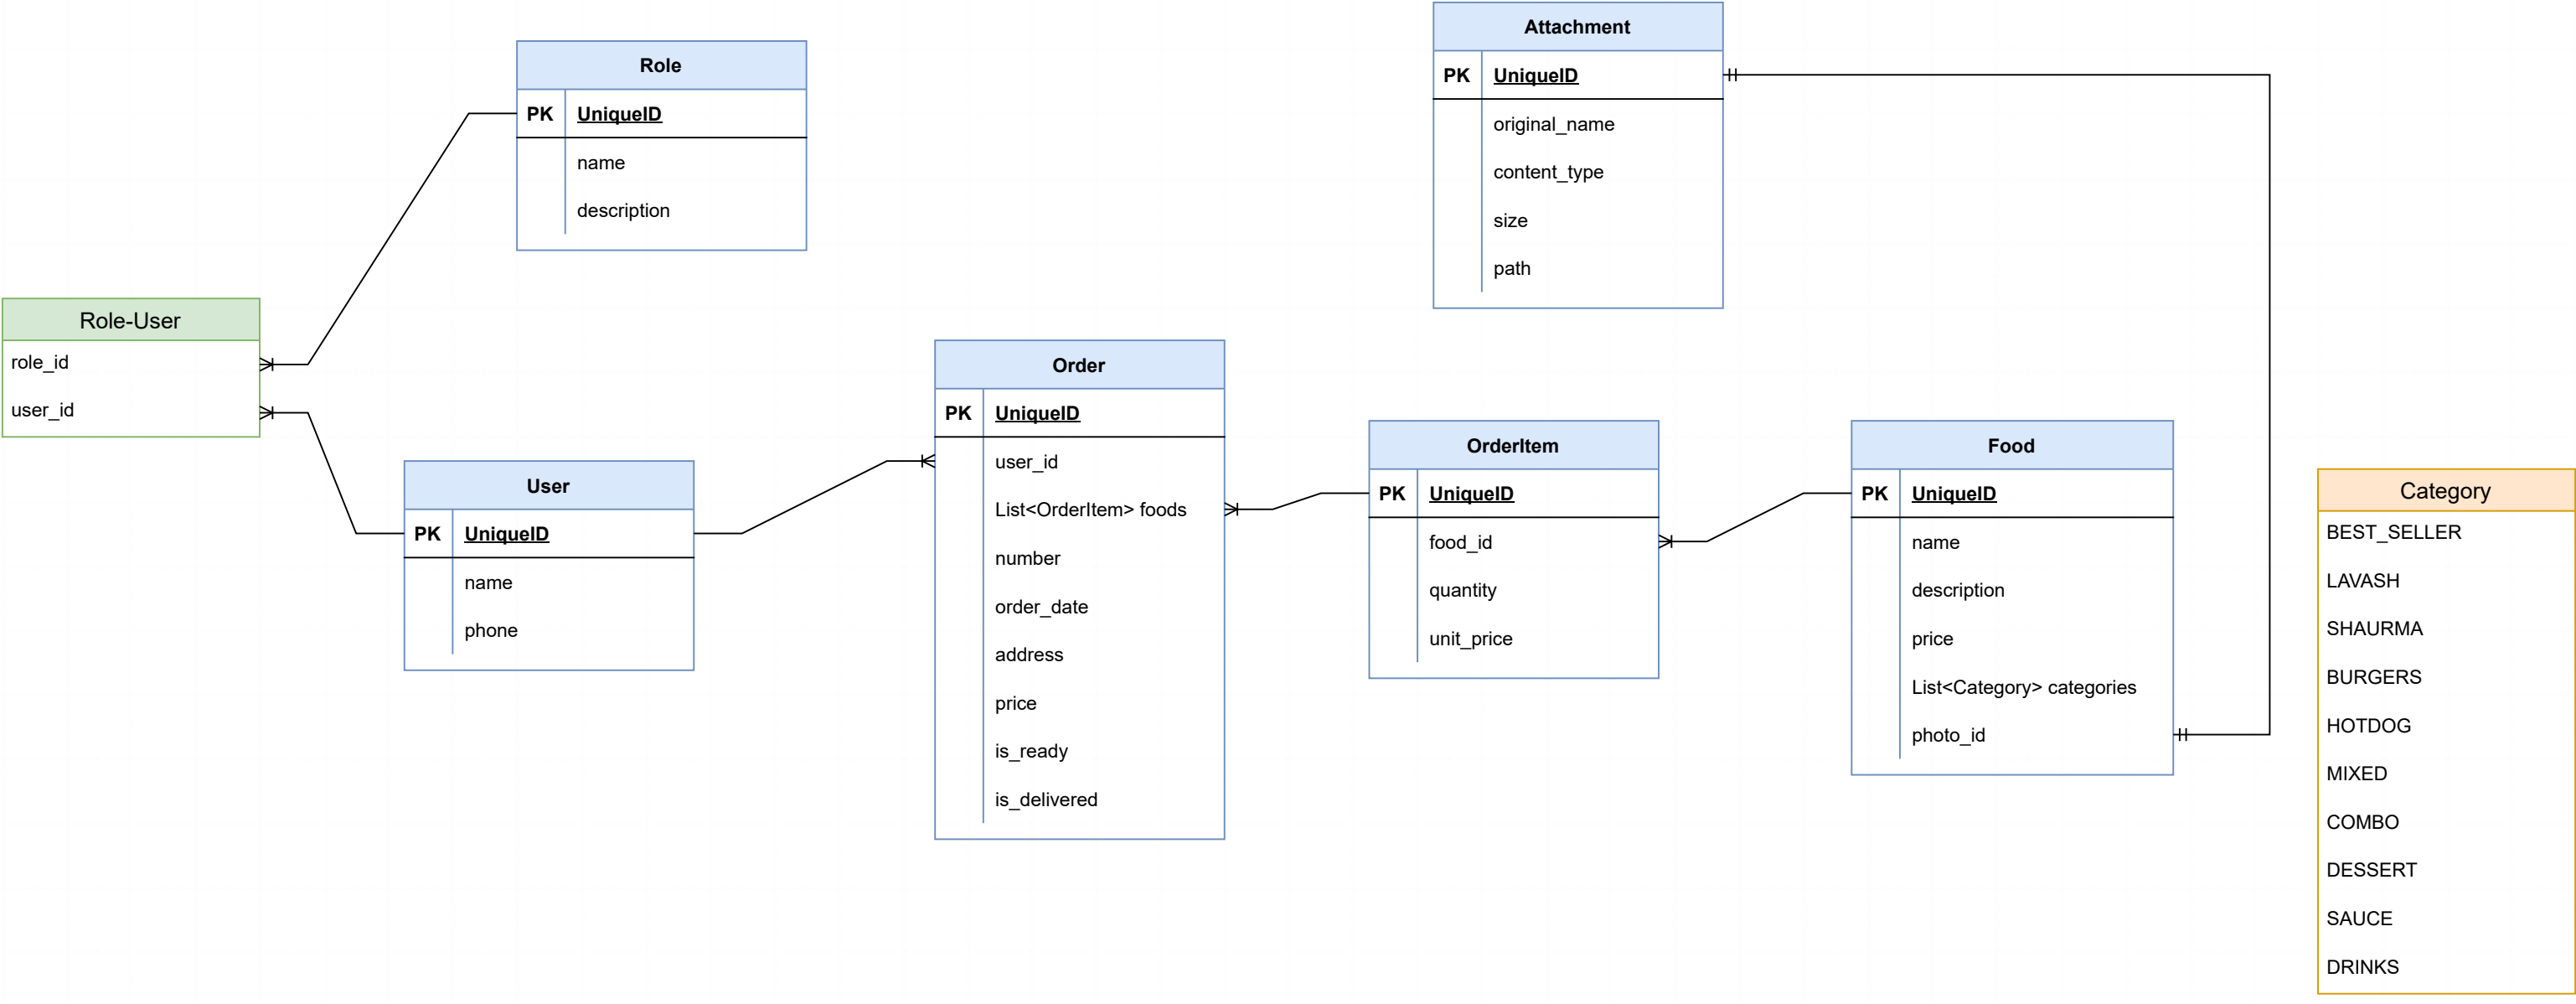 Attachment
PK UniqueID
original_name
content_type
size
path
Role
PK UniqueID
name
description
Role-User
role_id
user_id
User
PK UniqueID
name
phone
Order
PK UniqueID
user_id
List<OrderItem> foods
number
order_date
address
price
is_ready
is_delivered
OrderItem
PK UniqueID
food_id
quantity
unit_price
Food
PK UniqueID
name
description
price
List<Category> categories
photo_id
Category
BEST_SELLER
LAVASH
SHAURMA
BURGERS
HOTDOG
MIXED
COMBO
DESSERT
SAUCE
DRINKS